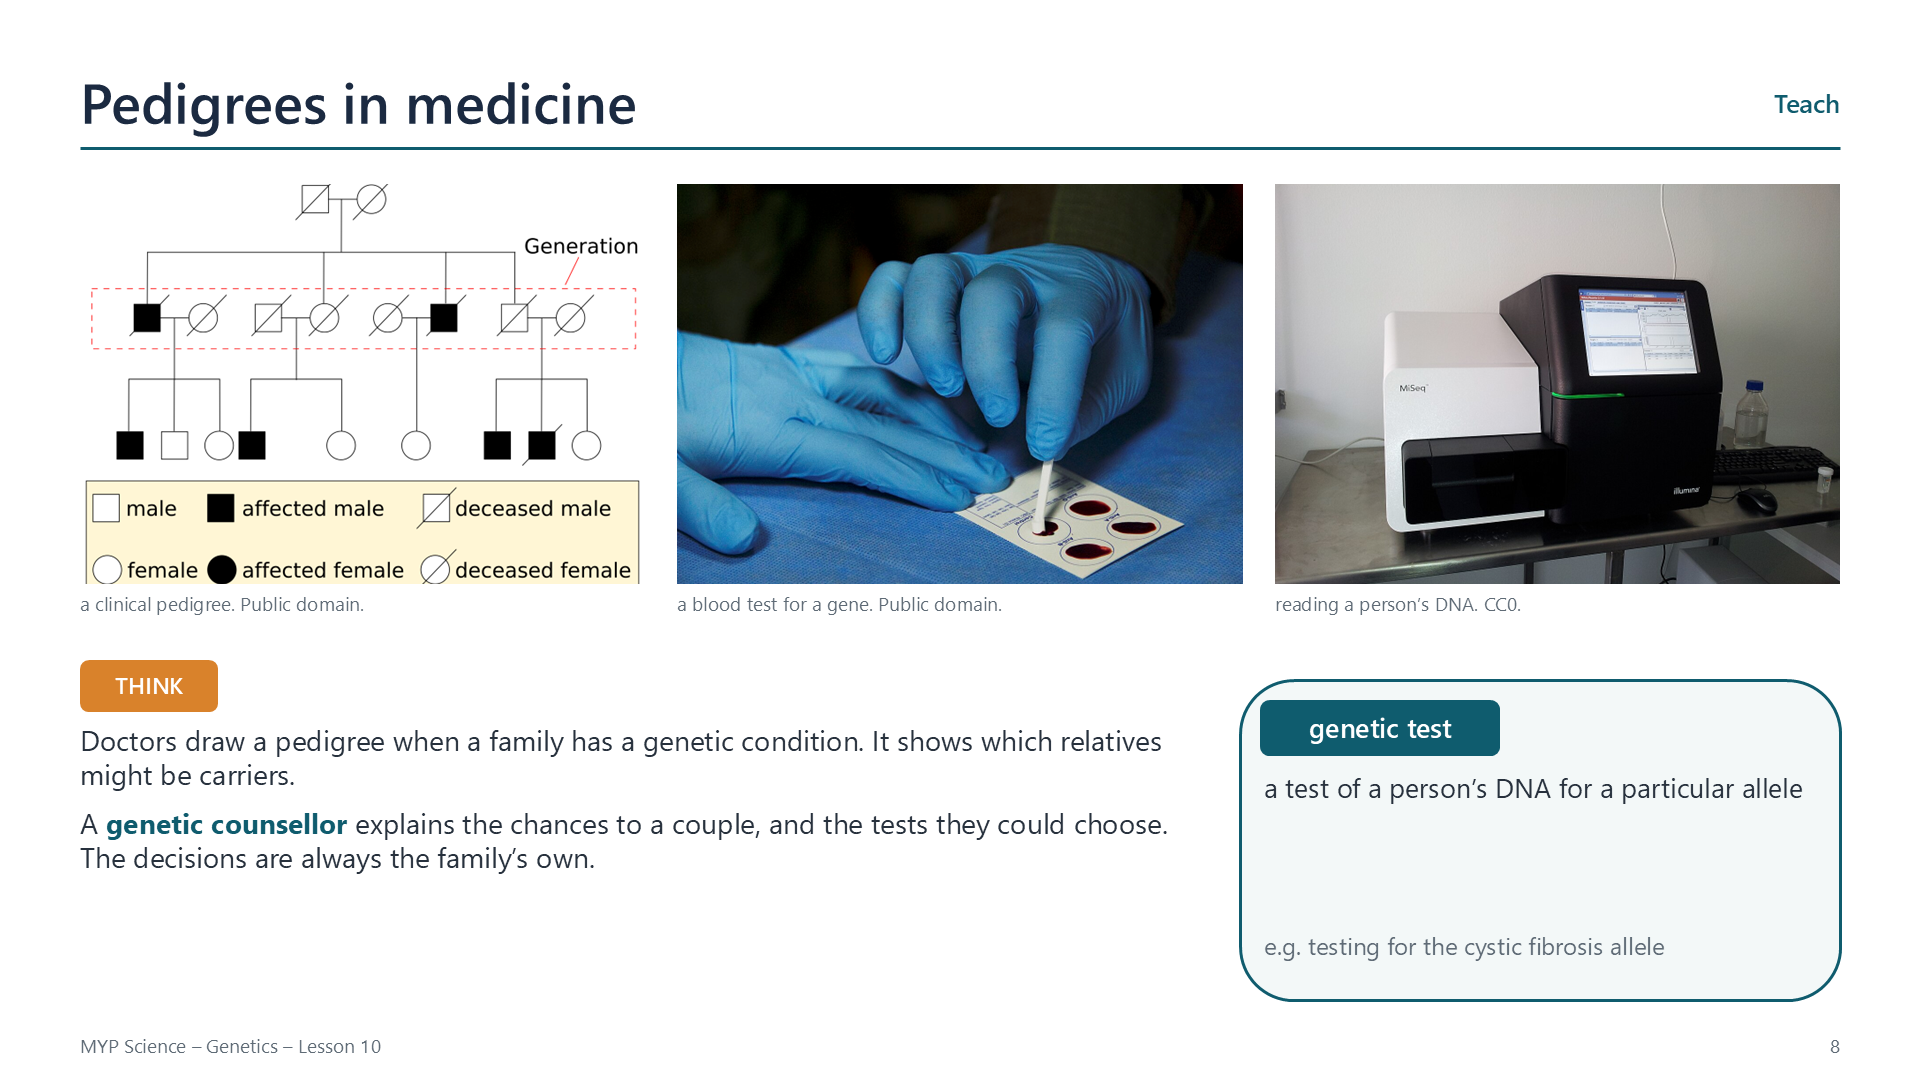 Pedigrees in medicine
Teach
Generation
male
affected male
deceased male
female
affected female
deceased female
MiSeq
illumina
a clinical pedigree. Public domain.
a blood test for a gene. Public domain.
reading a person's DNA. CC0.
THINK
Doctors draw a pedigree when a family has a genetic condition. It shows which relatives
might be carriers.
A genetic counsellor explains the chances to a couple, and the tests they could choose.
The decisions are always the family's own.
genetic test
a test of a person's DNA for a particular allele
e.g. testing for the cystic fibrosis allele
MYP Science – Genetics – Lesson 10
8